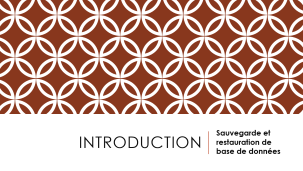 INTRODUCTION
Sauvegarde et
restauration de
base de données